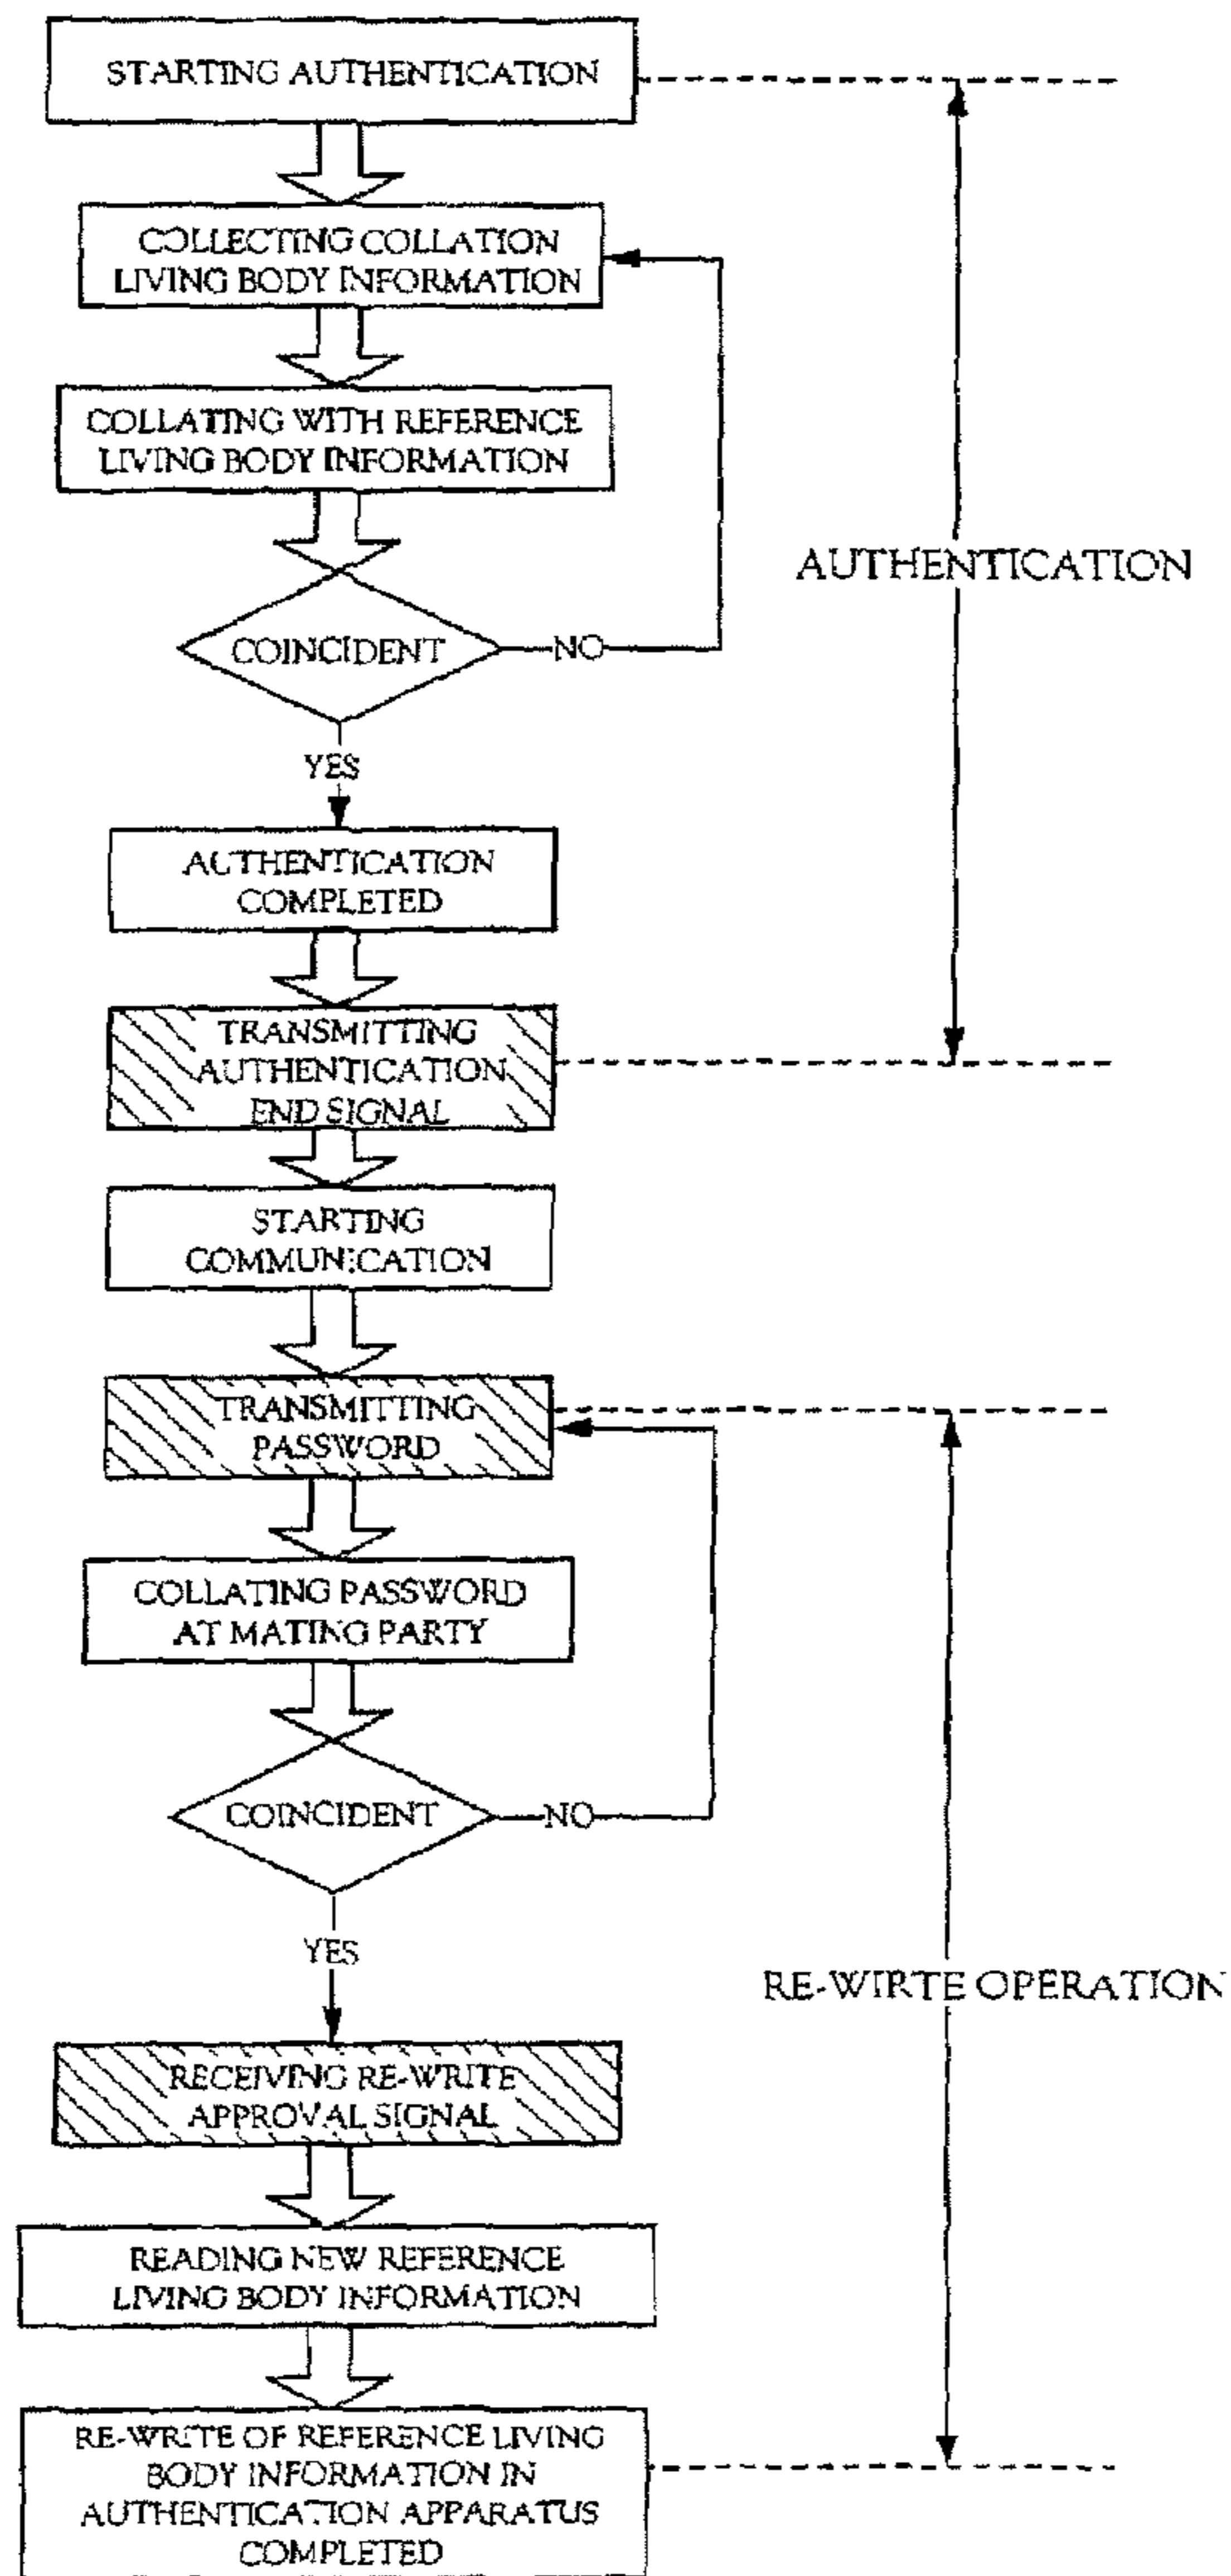 STARTING AUTHENTICATION
COLLECTING COLLATION
LIVING BODY INFORMATION
COLLATING WITH REFERENCE
LIVING BODY INFORMATION
AUTHENTICATION
COINCIDENT
NO
YES
AUTHENTICATION
COMPLETED
TRANSMITTING
AUTHENTICATION
END SIGNAL
STARTING
COMMUNICATION
TRANSMITTING
PASSWORD
COLLATING PASSWORD
AT MATING PARTY
COINCIDENT
NO
YES
RE-WIRTE OPERATION
RECEIVING RE-WRITE
APPROVAL SIGNAL
READING NEW REFERENCE
LIVING BODY INFORMATION
RE-WRITE OF REFERENCE LIVING
BODY INFORMATION IN
AUTHENTICATION APPARATUS
COMPLETED